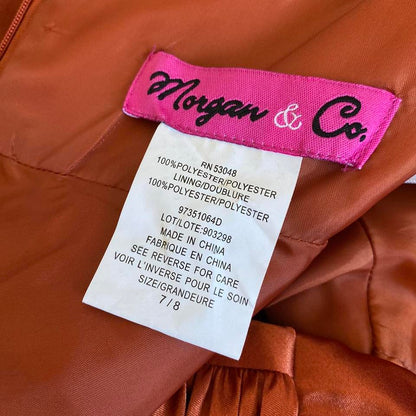 Morgan & Co.
RN 53048
100%POLYESTER/POLYESTER
LINING/DOUBLURE
100%POLYESTER/POLYESTER
97351064D
LOT/LOTE: 903298
MADE IN CHINA
FABRIQUE EN CHINA
SEE REVERSE FOR CARE
VOIR L'INVERSE POUR LE SOIN
SIZE/GRANDEURE
7 / 8